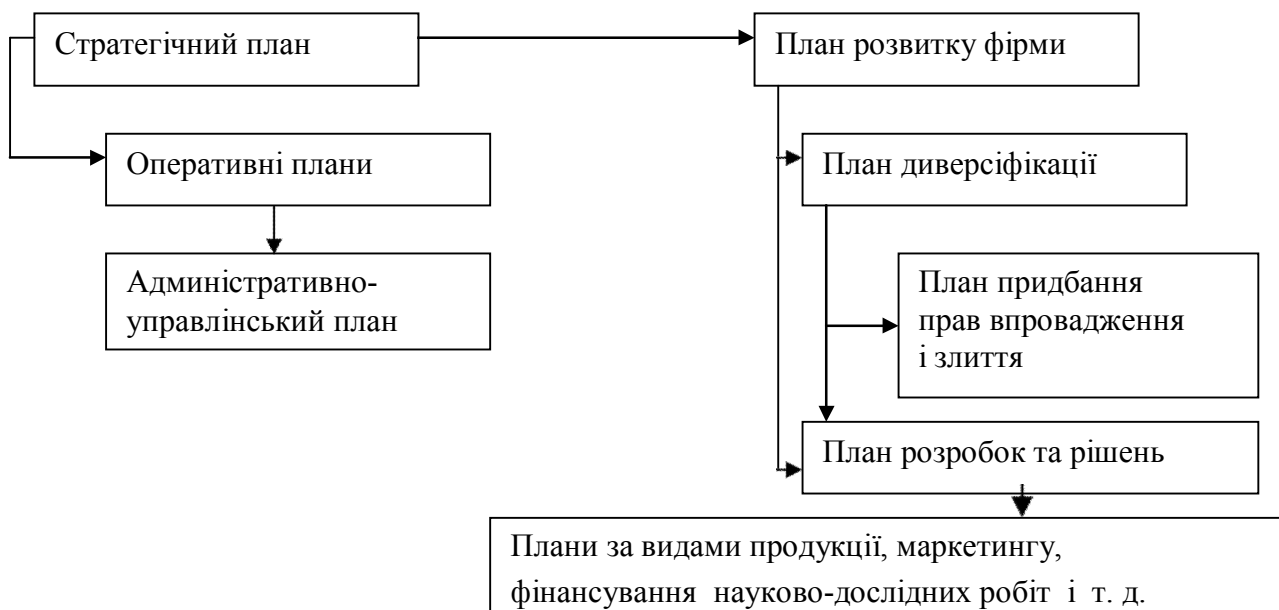 Стратегічний план
План розвитку фірми
Оперативні плани
План диверсіфікації
Адміністративно-
управлінський план
План придбання
прав впровадження
і злиття
План розробок та рішень
Плани за видами продукції, маркетингу,
фінансування науково-дослідних робіт і т. д.